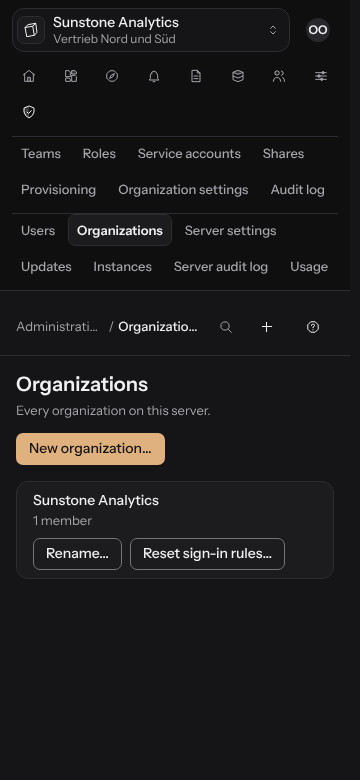 Sunstone Analytics
Vertrieb Nord und Süd
OO
Teams Roles Service accounts Shares
Provisioning Organization settings Audit log
Users Organizations Server settings
Updates Instances Server audit log Usage
Administrati... / Organizatio...
Organizations
Every organization on this server.
New organization...
Sunstone Analytics
1 member
Rename... Reset sign-in rules...